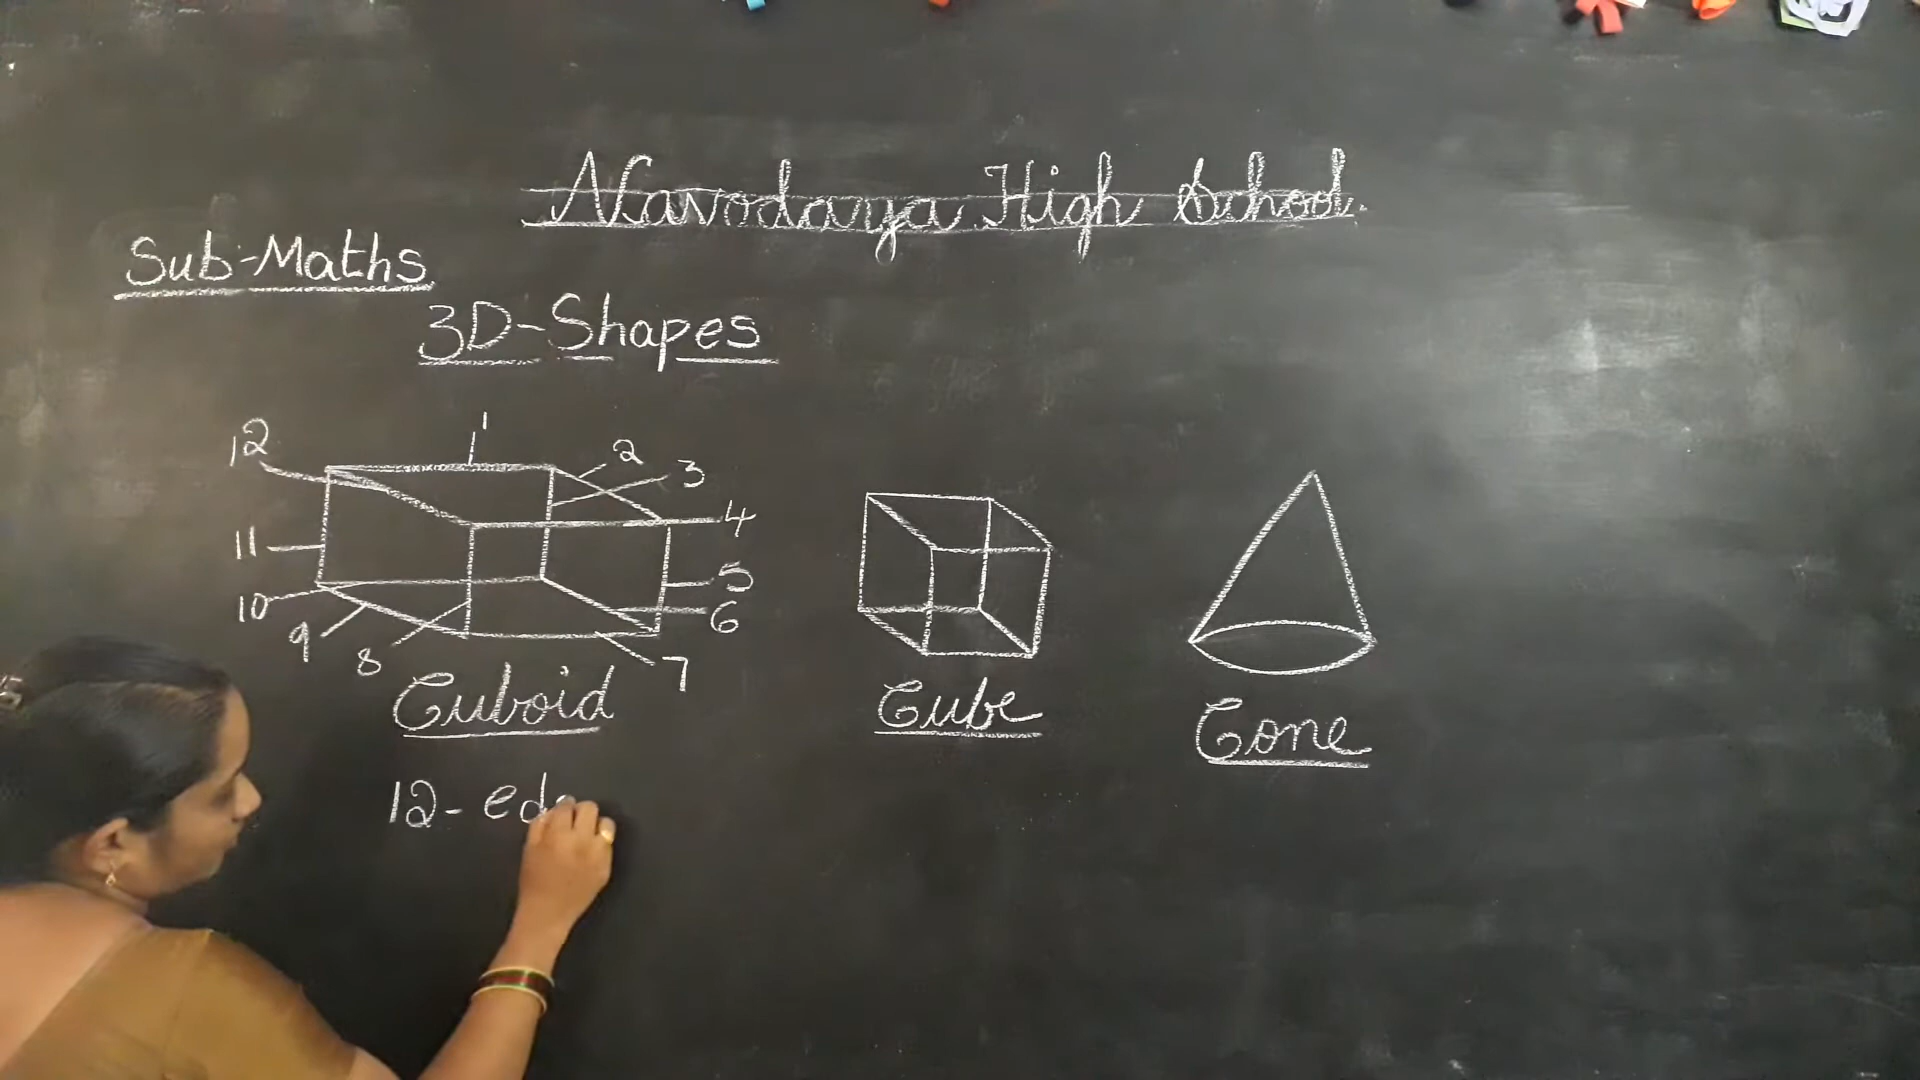 Navodaya High School.
Sub-Maths
3D-Shapes
1
12
2
3
4
11
5
10
6
9
8
7
Cuboid
Cube
Cone
12- ed